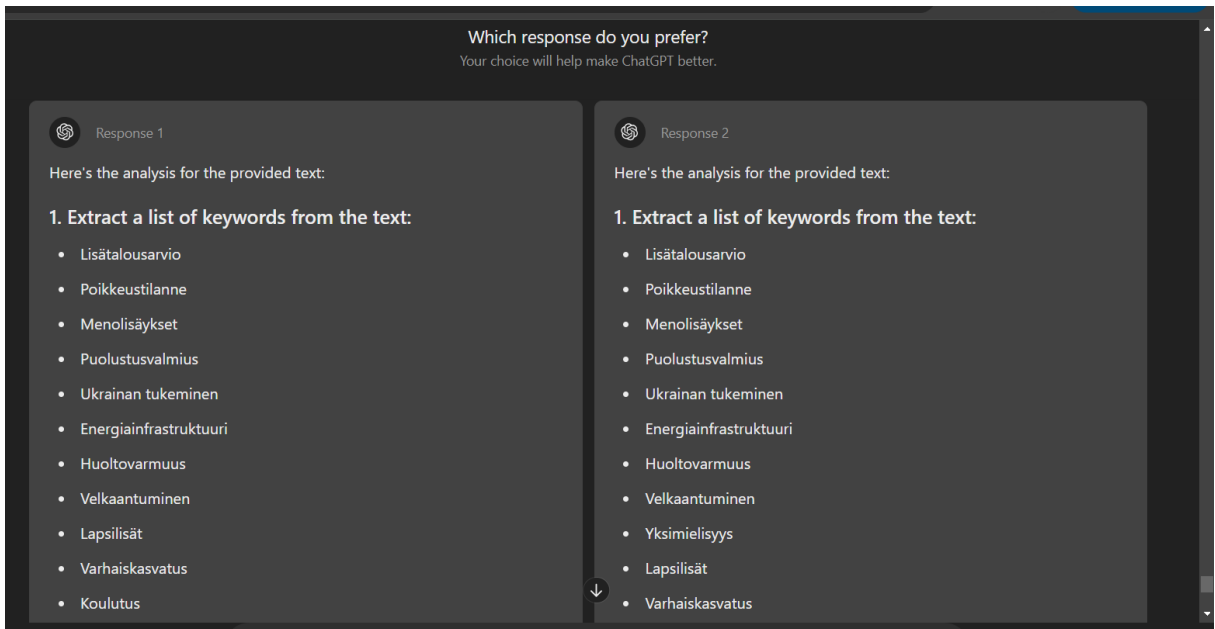 Which response do you prefer?
Your choice will help make ChatGPT better.
Response 1
Here's the analysis for the provided text:
1. Extract a list of keywords from the text:
• Lisätalousarvio
• Poikkeustilanne
• Menolisäykset
• Puolustusvalmius
• Ukrainan tukeminen
• Energiainfrastruktuuri
• Huoltovarmuus
• Velkaantuminen
• Lapsilisät
• Varhaiskasvatus
• Koulutus
Response 2
Here's the analysis for the provided text:
1. Extract a list of keywords from the text:
• Lisätalousarvio
• Poikkeustilanne
• Menolisäykset
• Puolustusvalmius
• Ukrainan tukeminen
• Energiainfrastruktuuri
• Huoltovarmuus
• Velkaantuminen
• Yksimielisyys
• Lapsilisät
• Varhaiskasvatus